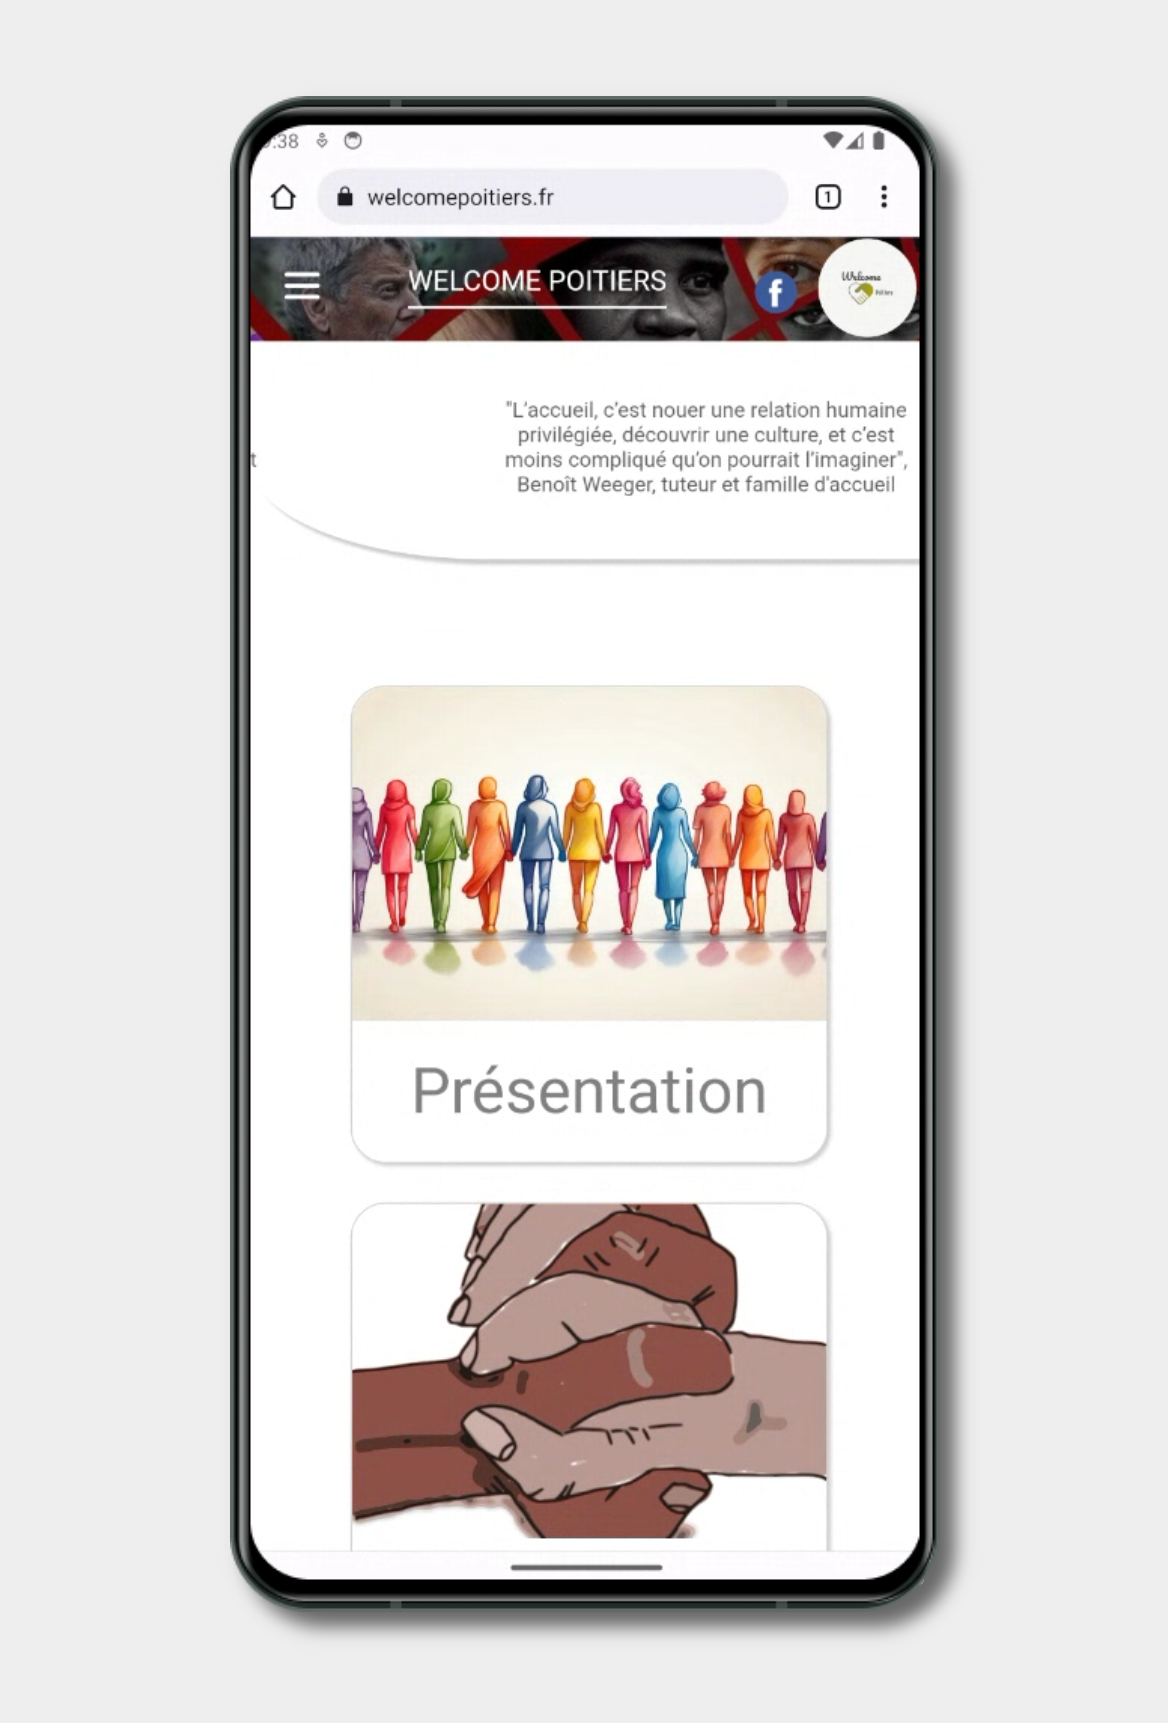 :38
welcomepoitiers.fr
1
WELCOME POITIERS
f
Welcome
Poitiers
"L'accueil, c'est nouer une relation humaine
privilégiée, découvrir une culture, et c'est
t
moins compliqué qu'on pourrait l'imaginer",
Benoît Weeger, tuteur et famille d'accueil
Présentation